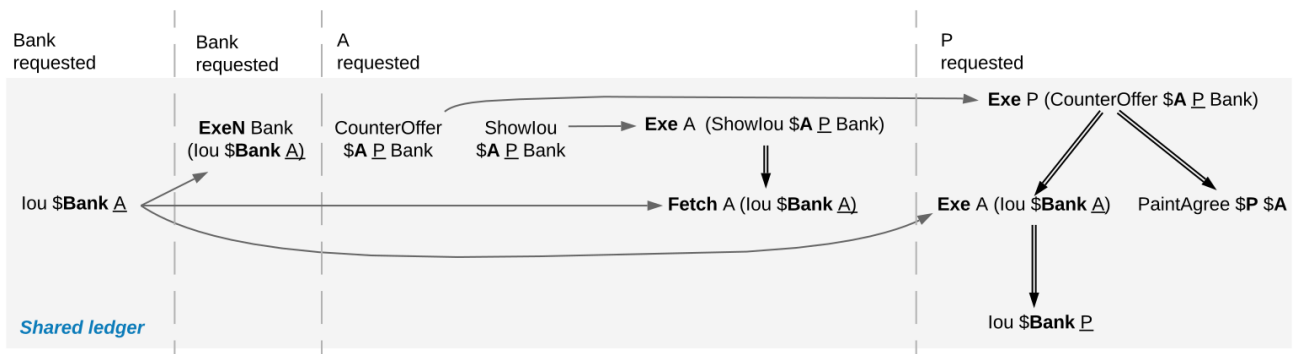 Bank
requested
Bank
requested
A
requested
P
requested
Exe P (CounterOffer $A P Bank)
ExeN Bank
(Iou $Bank A)
CounterOffer
$A P Bank
ShowIou
$A P Bank
Exe A (ShowIou $A P Bank)
Iou $Bank A
Fetch A (Iou $Bank A)
Exe A (Iou $Bank A)
PaintAgree $P $A
Iou $Bank P
Shared ledger